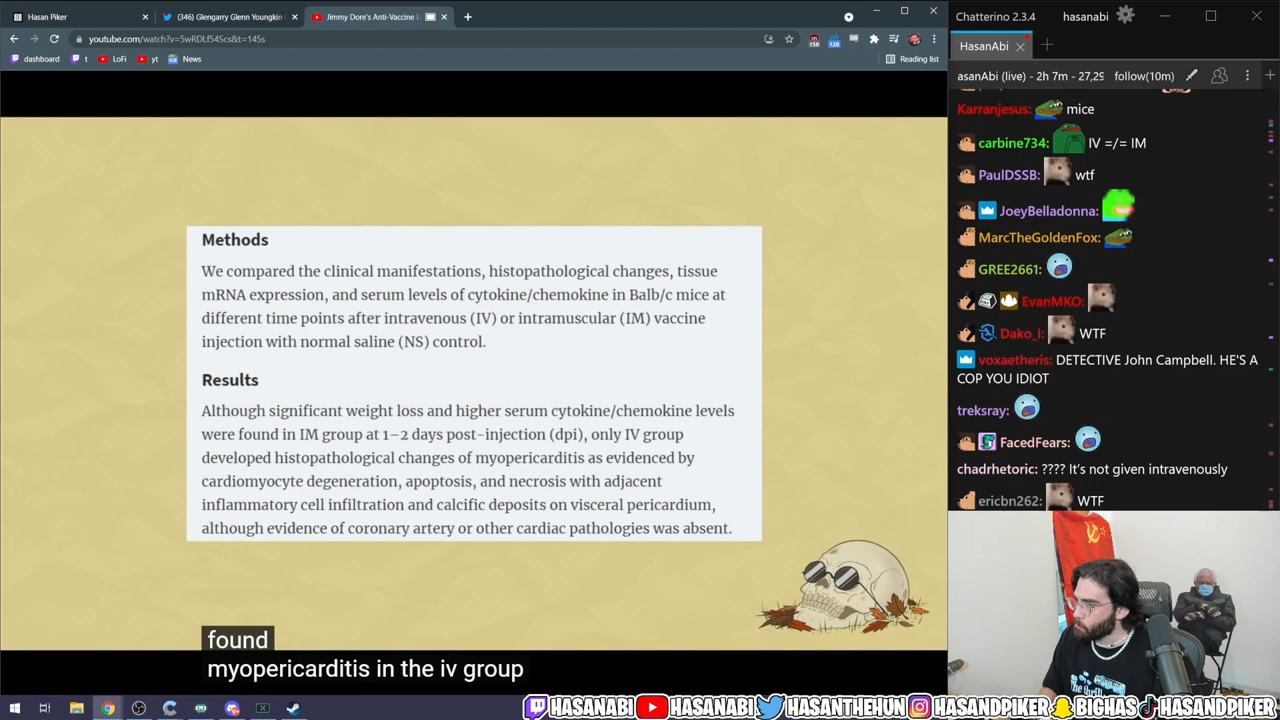 Hasan Piker
(346) Glengarry Glenn Youngkin
Jimmy Dore's Anti-Vaccine
youtube.com/watch?v=5wRDLf54Scs&t=145s
150
120
dashboard
t
LoFi
yt
News
Reading list
Methods
We compared the clinical manifestations, histopathological changes, tissue
mRNA expression, and serum levels of cytokine/chemokine in Balb/c mice at
different time points after intravenous (IV) or intramuscular (IM) vaccine
injection with normal saline (NS) control.
Results
Although significant weight loss and higher serum cytokine/chemokine levels
were found in IM group at 1–2 days post-injection (dpi), only IV group
developed histopathological changes of myopericarditis as evidenced by
cardiomyocyte degeneration, apoptosis, and necrosis with adjacent
inflammatory cell infiltration and calcific deposits on visceral pericardium,
although evidence of coronary artery or other cardiac pathologies was absent.
found
myopericarditis in the iv group
Chatterino 2.3.4
hasanabi
HasanAbi
asanAbi (live) - 2h 7m - 27,29
follow(10m)
Karranjesus: mice
carbine734: IV =/= IM
PaulDSSB: wtf
JoeyBelladonna:
MarcTheGoldenFox:
GREE2661:
EvanMKO:
Dako_I: WTF
voxaetheris: DETECTIVE John Campbell. HE'S A
COP YOU IDIOT
treksray:
FacedFears:
chadrhetoric: ???? It's not given intravenously
ericbn262: WTF
HASANABI HASANABI HASANTHEHUN HASANDPIKER BIGHAS HASANDPIKER